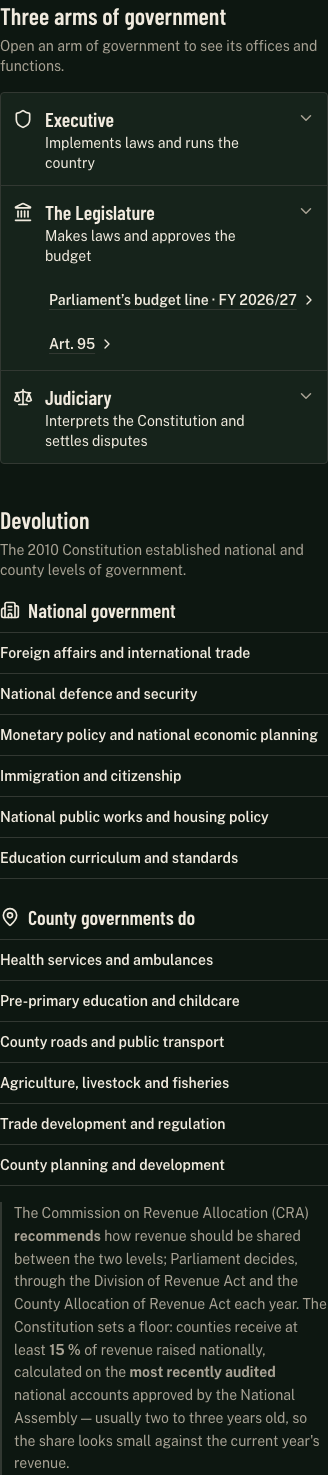 Three arms of government
Open an arm of government to see its offices and
functions.
Executive
Implements laws and runs the
country
The Legislature
Makes laws and approves the
budget
Parliament's budget line · FY 2026/27
Art. 95
Judiciary
Interprets the Constitution and
settles disputes
Devolution
The 2010 Constitution established national and
county levels of government.
National government
Foreign affairs and international trade
National defence and security
Monetary policy and national economic planning
Immigration and citizenship
National public works and housing policy
Education curriculum and standards
County governments do
Health services and ambulances
Pre-primary education and childcare
County roads and public transport
Agriculture, livestock and fisheries
Trade development and regulation
County planning and development
The Commission on Revenue Allocation (CRA)
recommends how revenue should be shared
between the two levels; Parliament decides,
through the Division of Revenue Act and the
County Allocation of Revenue Act each year. The
Constitution sets a floor: counties receive at
least 15 % of revenue raised nationally,
calculated on the most recently audited
national accounts approved by the National
Assembly — usually two to three years old, so
the share looks small against the current year's
revenue.